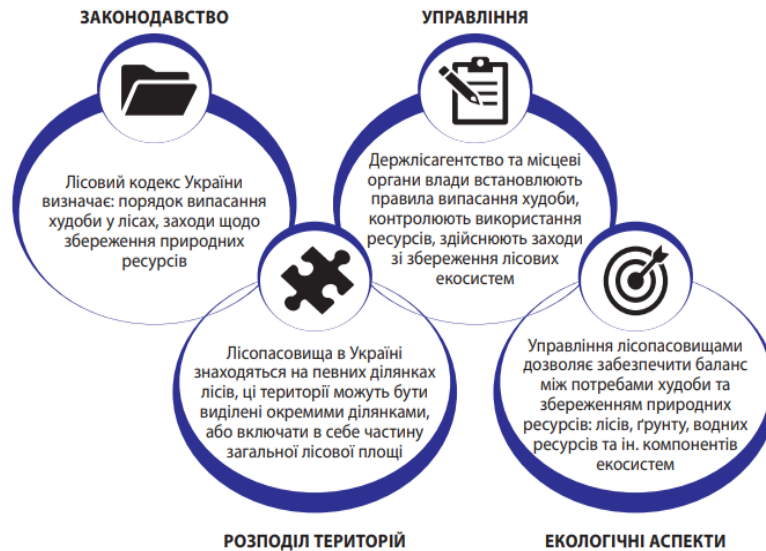 ЗАКОНОДАВСТВО
Лісовий кодекс України
визначає: порядок випасання
худоби у лісах, заходи щодо
збереження природних
ресурсів
УПРАВЛІННЯ
Держлісагентство та місцеві
органи влади встановлюють
правила випасання худоби,
контролюють використання
ресурсів, здійснюють заходи
зі збереження лісових
екосистем
Лісопасовища в Україні
знаходяться на певних ділянках
лісів, ці території можуть бути
виділені окремими ділянками,
або включати в себе частину
загальної лісової площі
РОЗПОДІЛ ТЕРИТОРІЙ
Управління лісопасовищами
дозволяє забезпечити баланс
між потребами худоби та
збереженням природних
ресурсів: лісів, ґрунту, водних
ресурсів та ін. компонентів
екосистем
ЕКОЛОГІЧНІ АСПЕКТИ